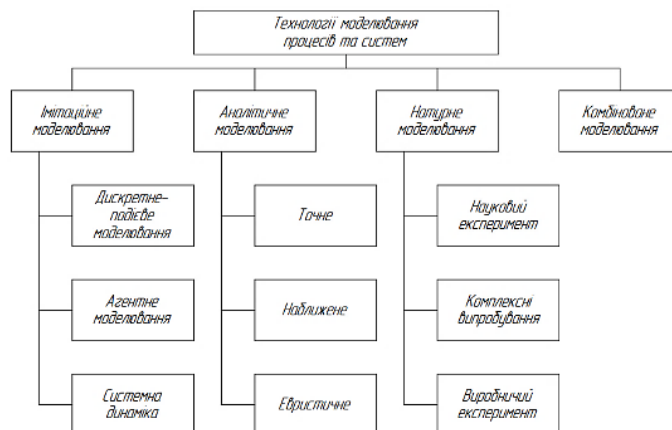 Технології моделювання
процесів та систем
Імітаційне
моделювання
Аналітичне
моделювання
Натурне
моделювання
Комбіноване
моделювання
Дискретне-
подієве
моделювання
Точне
Науковий
експеримент
Агентне
моделювання
Наближене
Комплексні
випробування
Системна
динаміка
Евристичне
Виробничий
експеримент